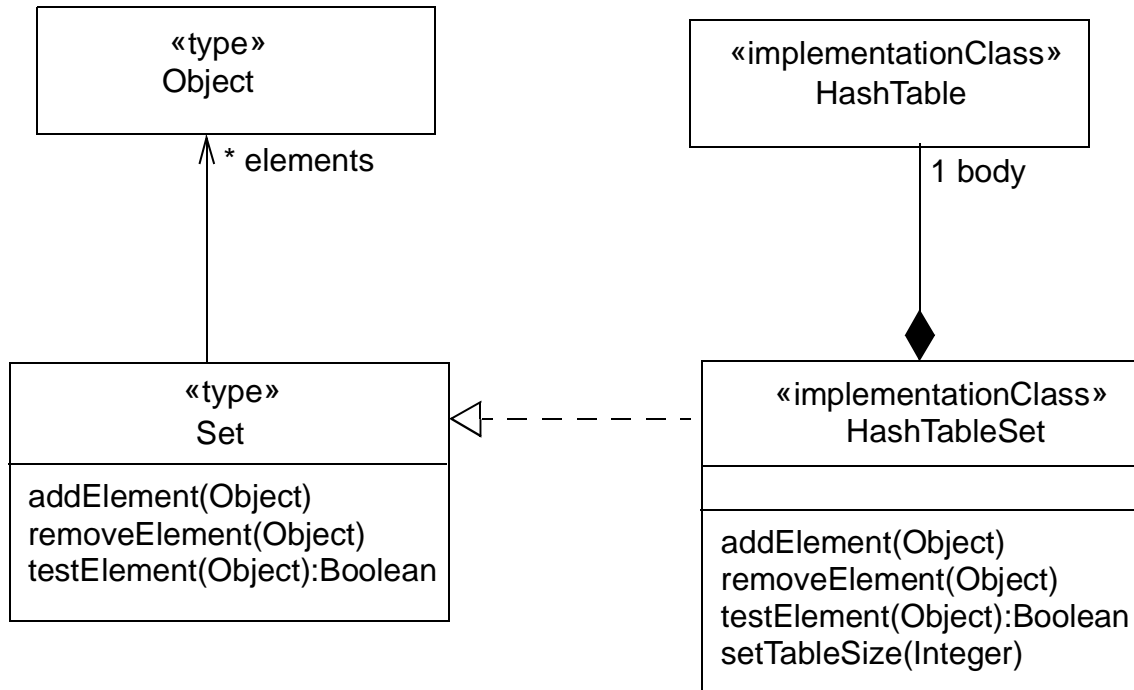 «type»
Object
«implementationClass»
HashTable
* elements
1 body
«type»
Set
addElement(Object)
removeElement(Object)
testElement(Object):Boolean
«implementationClass»
HashTableSet
addElement(Object)
removeElement(Object)
testElement(Object):Boolean
setTableSize(Integer)